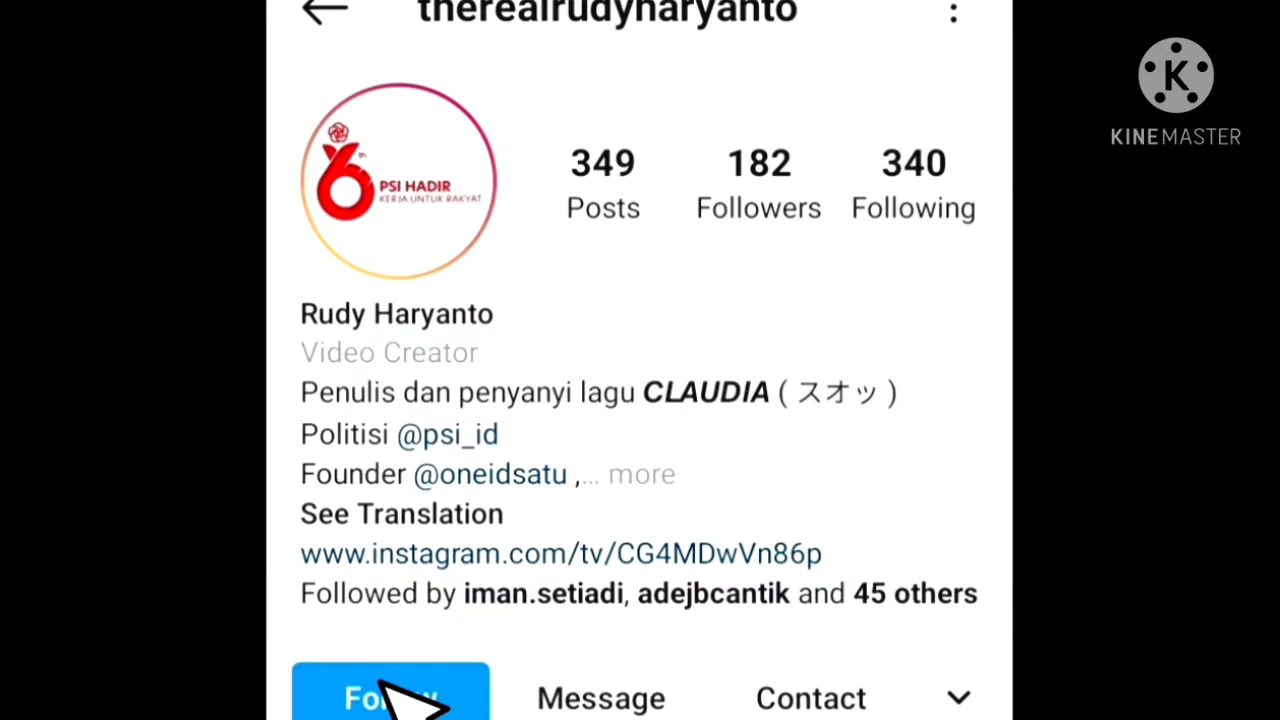 therealrudyharyanto
KINEMASTER
6th
PSI HADIR
KERJA UNTUK RAKYAT
349 182 340
Posts Followers Following
Rudy Haryanto
Video Creator
Penulis dan penyanyi lagu CLAUDIA ( スオッ )
Politisi @psi_id
Founder @oneidsatu ,... more
See Translation
www.instagram.com/tv/CG4MDwVn86p
Followed by iman.setiadi, adejbcantik and 45 others
Follow Message Contact